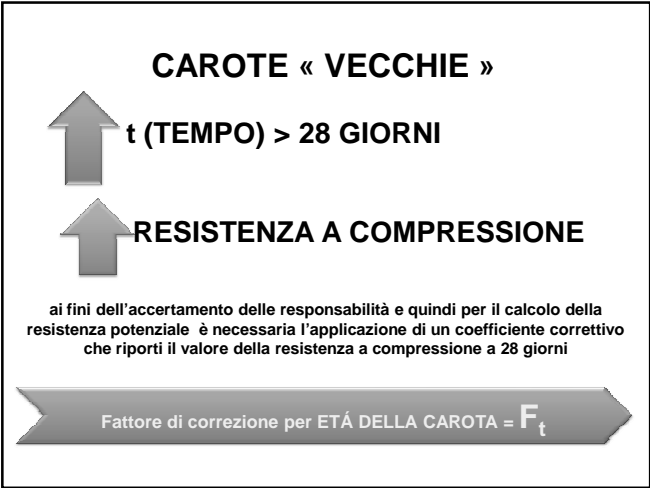 CAROTE « VECCHIE »
t (TEMPO) > 28 GIORNI
RESISTENZA A COMPRESSIONE
ai fini dell'accertamento delle responsabilità e quindi per il calcolo della
resistenza potenziale è necessaria l'applicazione di un coefficiente correttivo
che riporti il valore della resistenza a compressione a 28 giorni
Fattore di correzione per ETÁ DELLA CAROTA = Ft